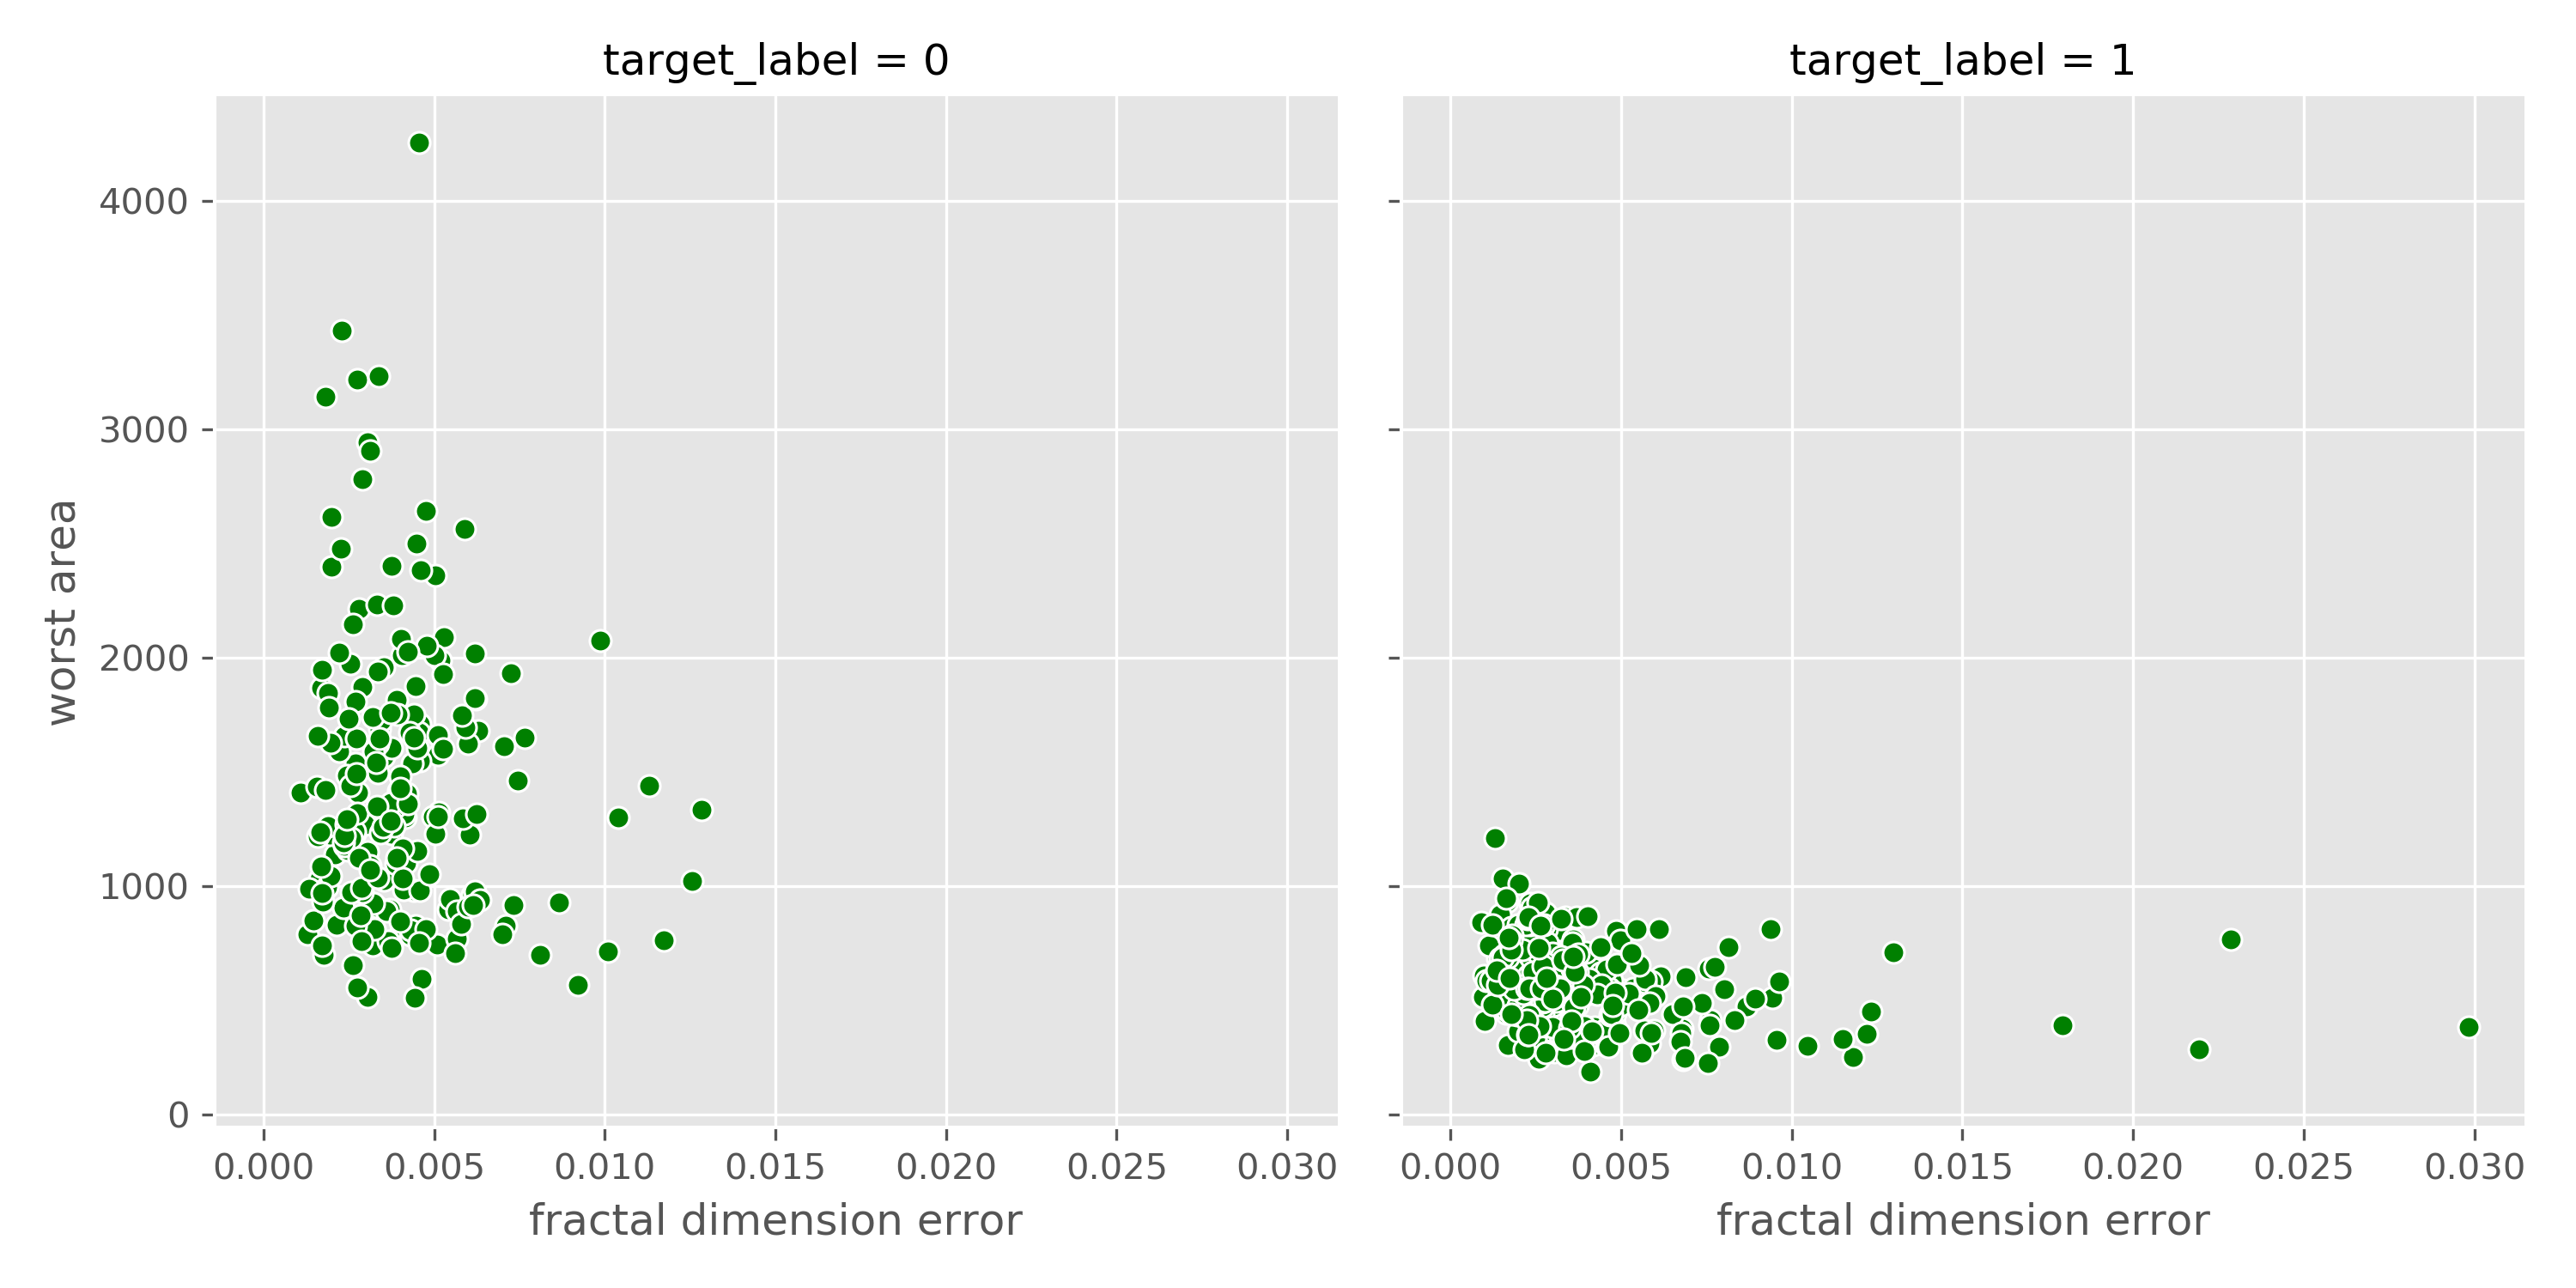 target_label = 0
target_label = 1
worst area
4000
3000
2000
1000
0
0.000 0.005 0.010 0.015 0.020 0.025 0.030
0.000 0.005 0.010 0.015 0.020 0.025 0.030
fractal dimension error
fractal dimension error